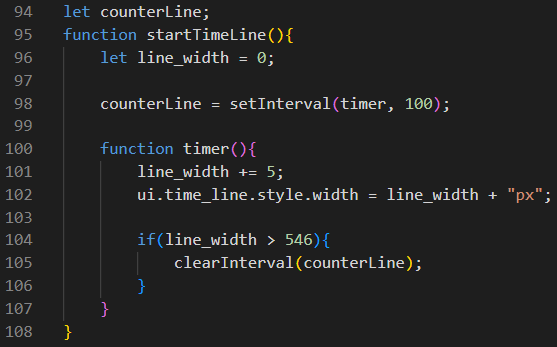 94 let counterLine;
95 function startTimeLine(){
96     let line_width = 0;
97
98     counterLine = setInterval(timer, 100);
99
100     function timer(){
101         line_width += 5;
102         ui.time_line.style.width = line_width + "px";
103
104         if(line_width > 546){
105             clearInterval(counterLine);
106         }
107     }
108 }